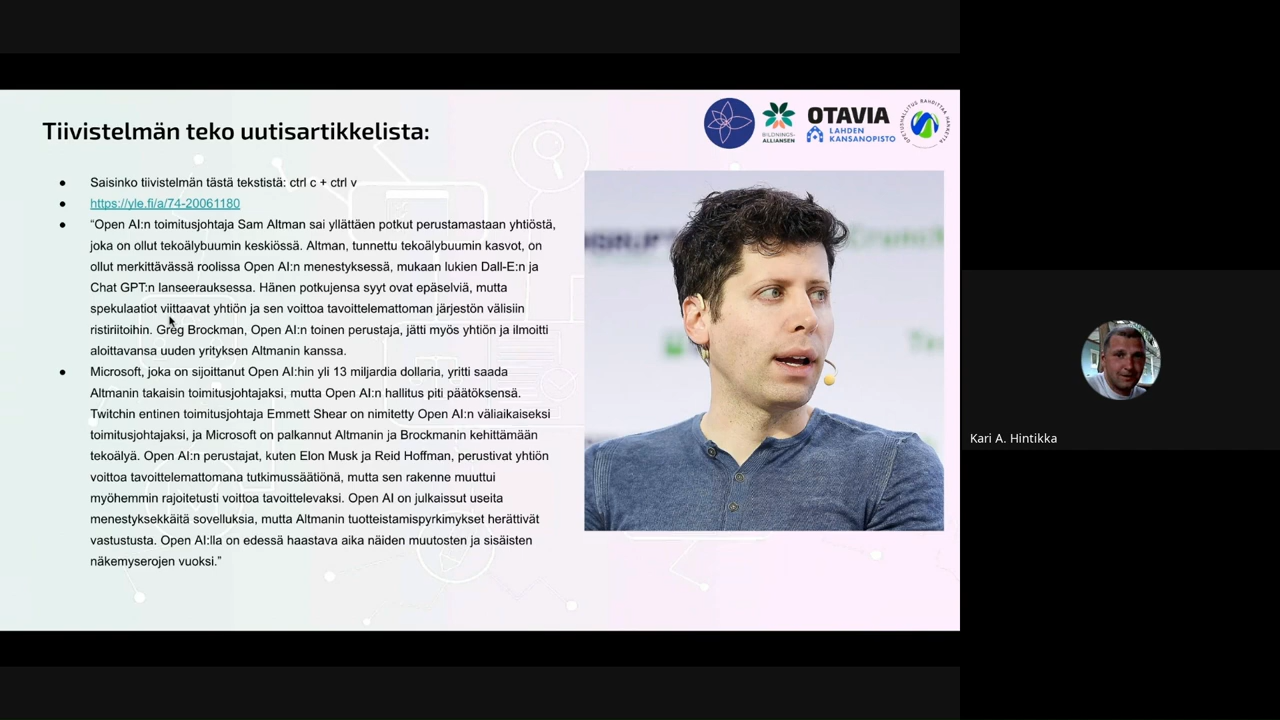 Tiivistelmän teko uutisartikkelista:
BILDNINGS-
ALLIANSEN
OTAVIA
LAHDEN
KANSANOPISTO
OPETUSHALLITUS RAHOITTAA HANKETTA
● Saisinko tiivistelmän tästä tekstistä: ctrl c + ctrl v
● https://yle.fi/a/74-20061180
● “Open AI:n toimitusjohtaja Sam Altman sai yllättäen potkut perustamastaan yhtiöstä,
joka on ollut tekoälybuumin keskiössä. Altman, tunnettu tekoälybuumin kasvot, on
ollut merkittävässä roolissa Open AI:n menestyksessä, mukaan lukien Dall-E:n ja
Chat GPT:n lanseerauksessa. Hänen potkujensa syyt ovat epäselviä, mutta
spekulaatiot viittaavat yhtiön ja sen voittoa tavoittelemattoman järjestön välisiin
ristiriitoihin. Greg Brockman, Open AI:n toinen perustaja, jätti myös yhtiön ja ilmoitti
aloittavansa uuden yrityksen Altmanin kanssa.
● Microsoft, joka on sijoittanut Open AI:hin yli 13 miljardia dollaria, yritti saada
Altmanin takaisin toimitusjohtajaksi, mutta Open AI:n hallitus piti päätöksensä.
Twitchin entinen toimitusjohtaja Emmett Shear on nimitetty Open AI:n väliaikaiseksi
toimitusjohtajaksi, ja Microsoft on palkannut Altmanin ja Brockmanin kehittämään
tekoälyä. Open AI:n perustajat, kuten Elon Musk ja Reid Hoffman, perustivat yhtiön
voittoa tavoittelemattomana tutkimussäätiönä, mutta sen rakenne muuttui
myöhemmin rajoitetusti voittoa tavoittelevaksi. Open AI on julkaissut useita
menestyksekkäitä sovelluksia, mutta Altmanin tuotteistamispyrkimykset herättivät
vastustusta. Open AI:lla on edessä haastava aika näiden muutosten ja sisäisten
näkemyserojen vuoksi.”
Kari A. Hintikka